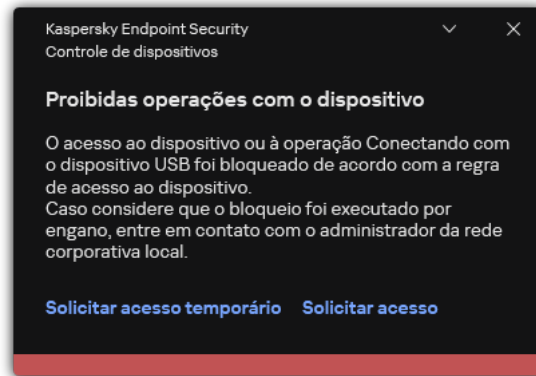 Kaspersky Endpoint Security
Controle de dispositivos
Proibidas operações com o dispositivo
O acesso ao dispositivo ou à operação Conectando com
o dispositivo USB foi bloqueado de acordo com a regra
de acesso ao dispositivo.
Caso considere que o bloqueio foi executado por
engano, entre em contato com o administrador da rede
corporativa local.
Solicitar acesso temporário Solicitar acesso